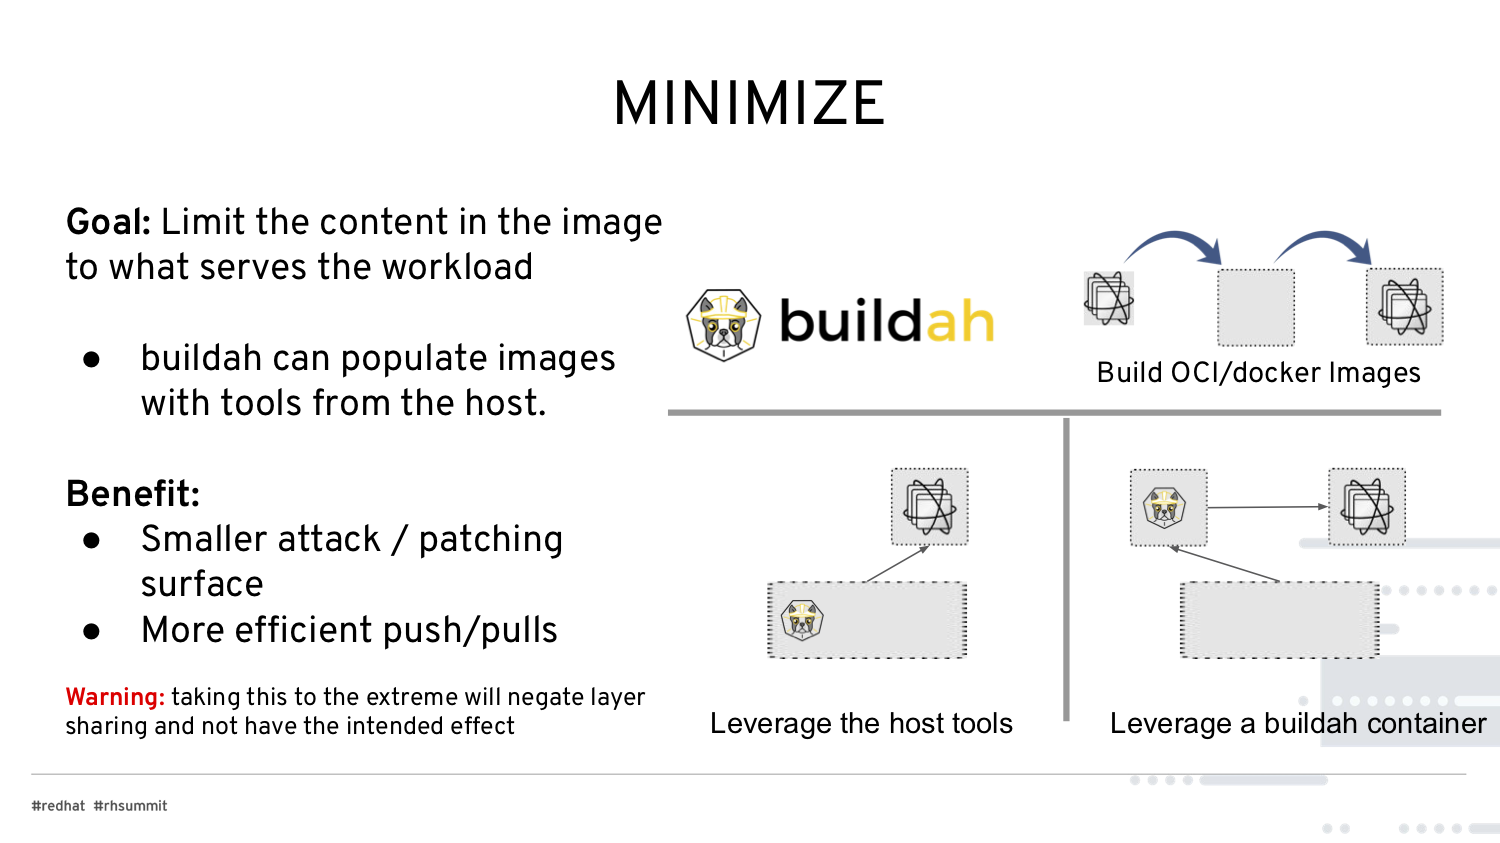 MINIMIZE
Goal: Limit the content in the image
to what serves the workload
● buildah can populate images
with tools from the host.
Benefit:
● Smaller attack / patching
surface
● More efficient push/pulls
Warning: taking this to the extreme will negate layer
sharing and not have the intended effect
buildah
Build OCI/docker Images
Leverage the host tools
Leverage a buildah container
#redhat #rhsummit